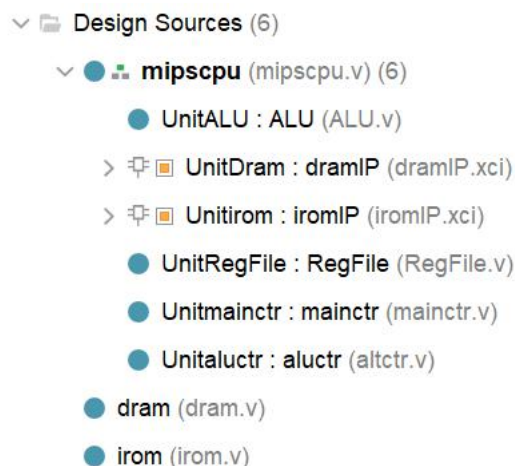 Design Sources (6)
mipscpu (mipscpu.v) (6)
UnitALU : ALU (ALU.v)
UnitDram : dramIP (dramIP.xci)
Unitirom : iromIP (iromIP.xci)
UnitRegFile : RegFile (RegFile.v)
Unitmainctr : mainctr (mainctr.v)
Unitaluctr : aluctr (altctr.v)
dram (dram.v)
irom (irom.v)